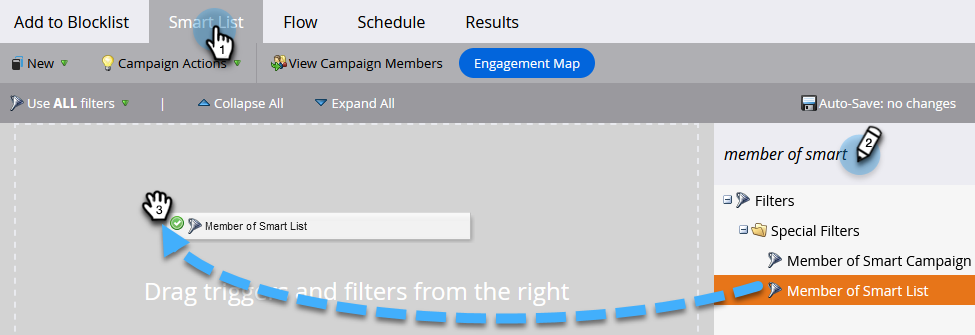 Add to Blocklist Smart List Flow Schedule Results
1
New Campaign Actions View Campaign Members Engagement Map
Use ALL filters | Collapse All Expand All Auto-Save: no changes
member of smart 2
Filters
3
Member of Smart List
Special Filters
Member of Smart Campaign
Drag triggers and filters from the right
Member of Smart List